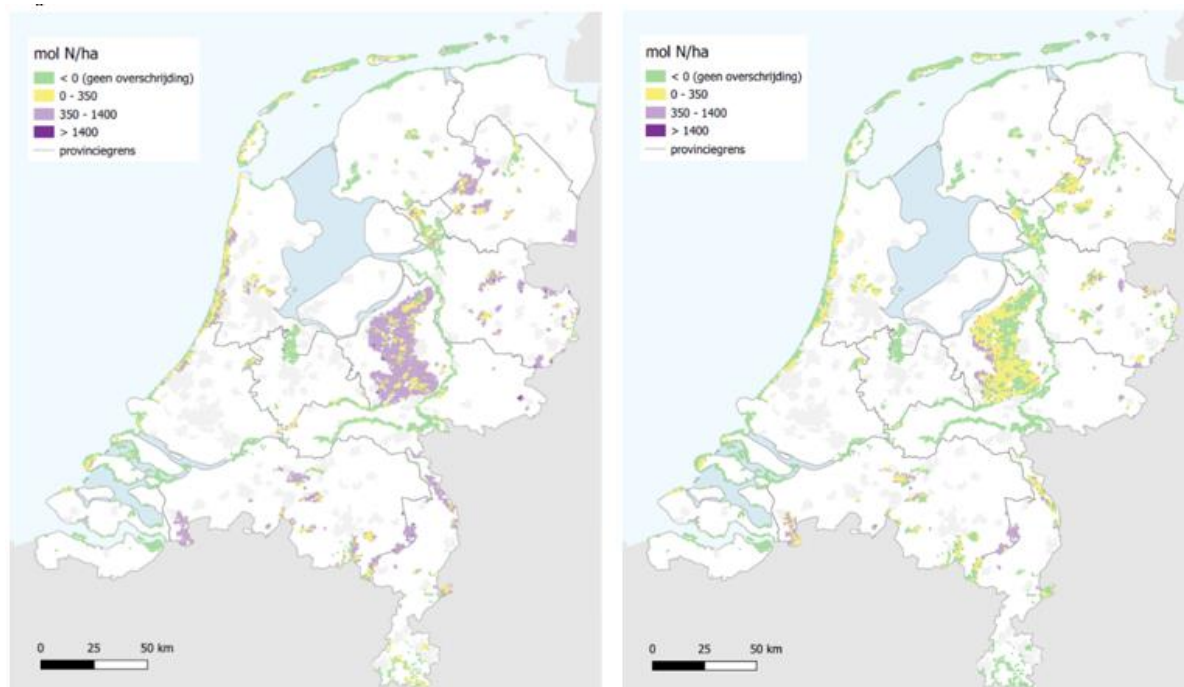 mol N/ha
< 0 (geen overschrijding)
0 - 350
350 - 1400
> 1400
provinciegrens
0 25 50 km
mol N/ha
< 0 (geen overschrijding)
0 - 350
350 - 1400
> 1400
provinciegrens
0 25 50 km